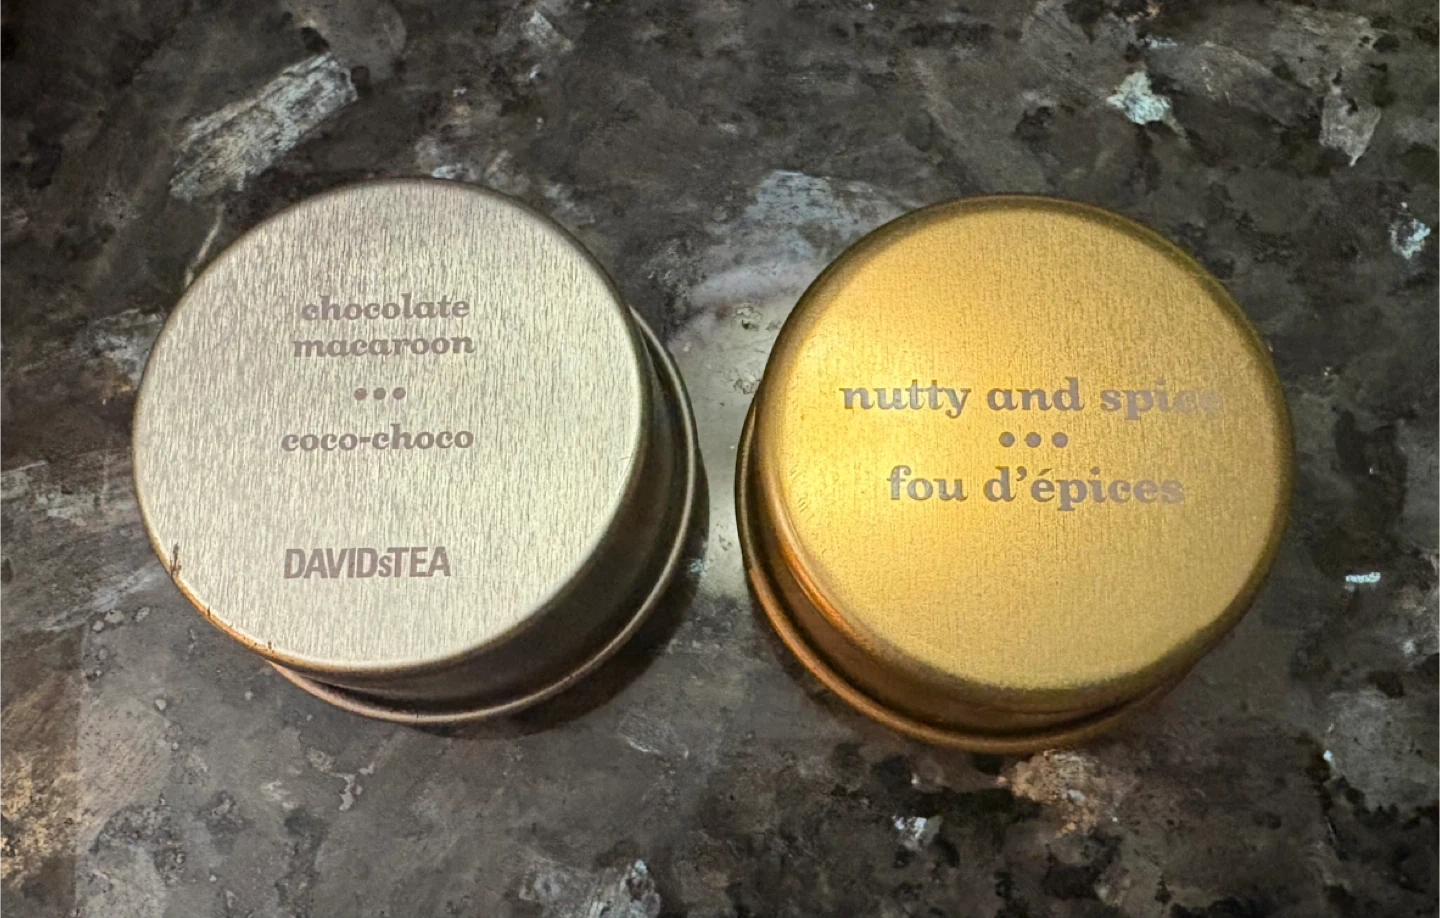 chocolate
macaroon
•••
coco-choco
DAVIDsTEA
nutty and spice
•••
fou d'épices